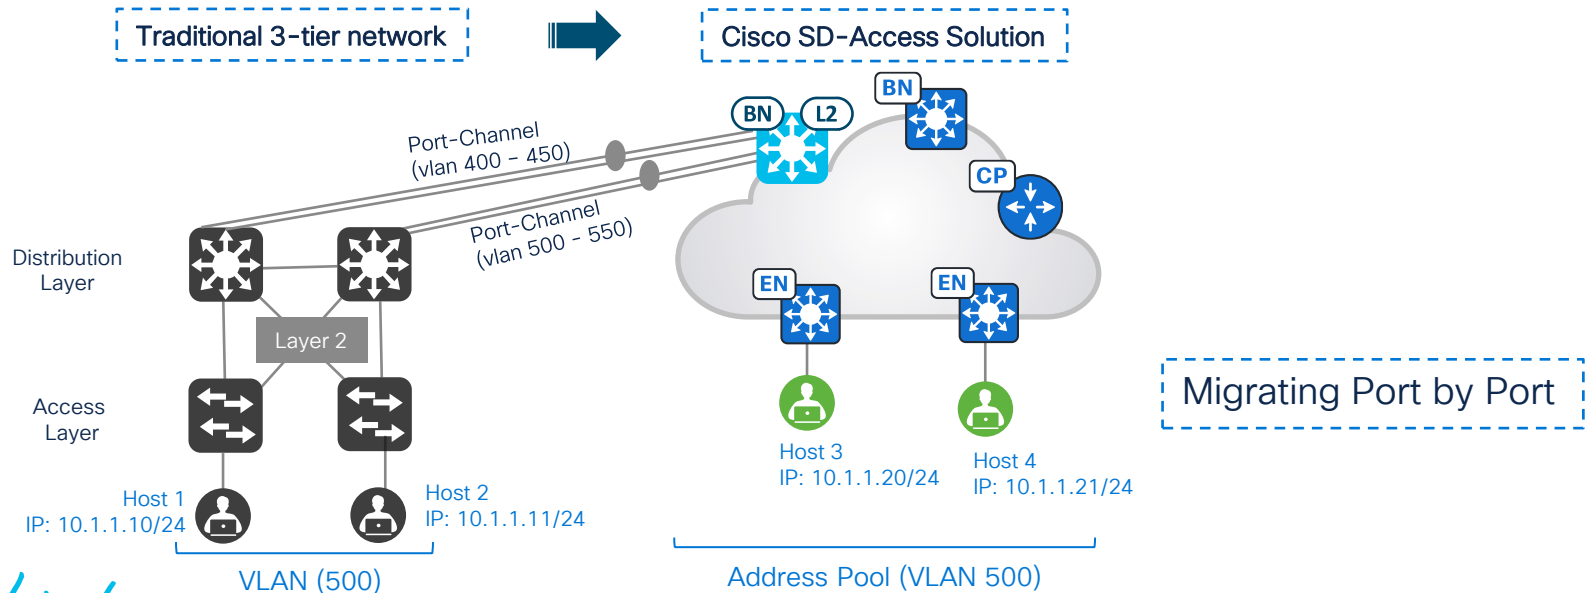 Traditional 3-tier network
Cisco SD-Access Solution
BN
L2
BN
Port-Channel
(vlan 400 - 450)
CP
Port-Channel
(vlan 500 - 550)
Distribution
Layer
EN
EN
Layer 2
Migrating Port by Port
Access
Layer
Host 3
IP: 10.1.1.20/24
Host 4
IP: 10.1.1.21/24
Host 1
IP: 10.1.1.10/24
Host 2
IP: 10.1.1.11/24
VLAN (500)
Address Pool (VLAN 500)